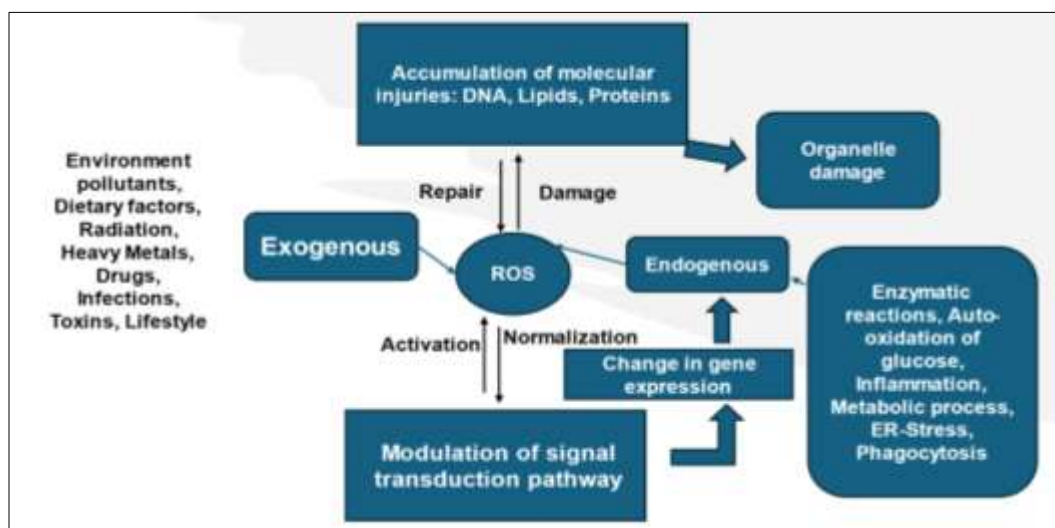 Accumulation of molecular
injuries: DNA, Lipids, Proteins
Organelle
damage
Environment
pollutants,
Dietary factors,
Radiation,
Heavy Metals,
Drugs,
Infections,
Toxins, Lifestyle
Repair
Damage
Exogenous
ROS
Endogenous
Enzymatic
reactions, Auto-
oxidation of
glucose,
Inflammation,
Metabolic process,
ER-Stress,
Phagocytosis
Activation
Normalization
Change in gene
expression
Modulation of signal
transduction pathway